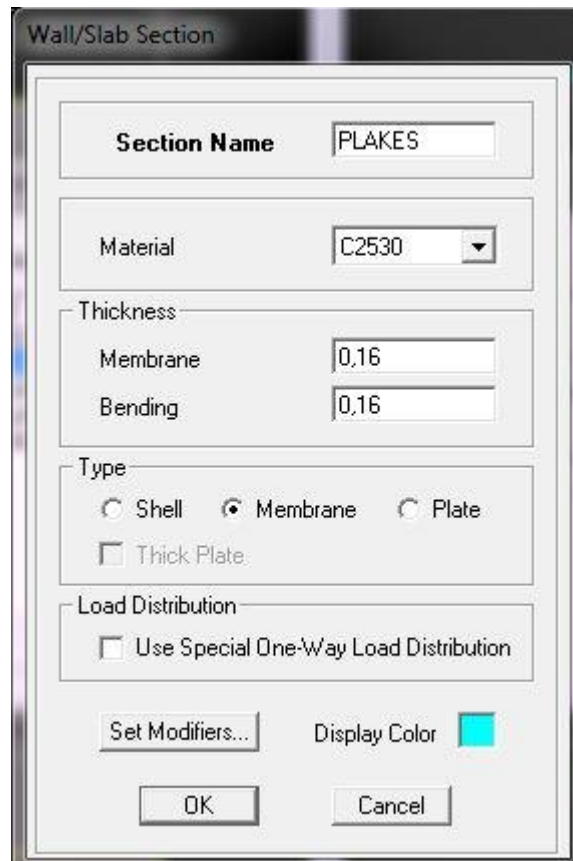 Wall/Slab Section
Section Name PLAKES
Material C2530
Thickness
Membrane 0,16
Bending 0,16
Type
Shell Membrane Plate
Thick Plate
Load Distribution
Use Special One-Way Load Distribution
Set Modifiers... Display Color
OK Cancel